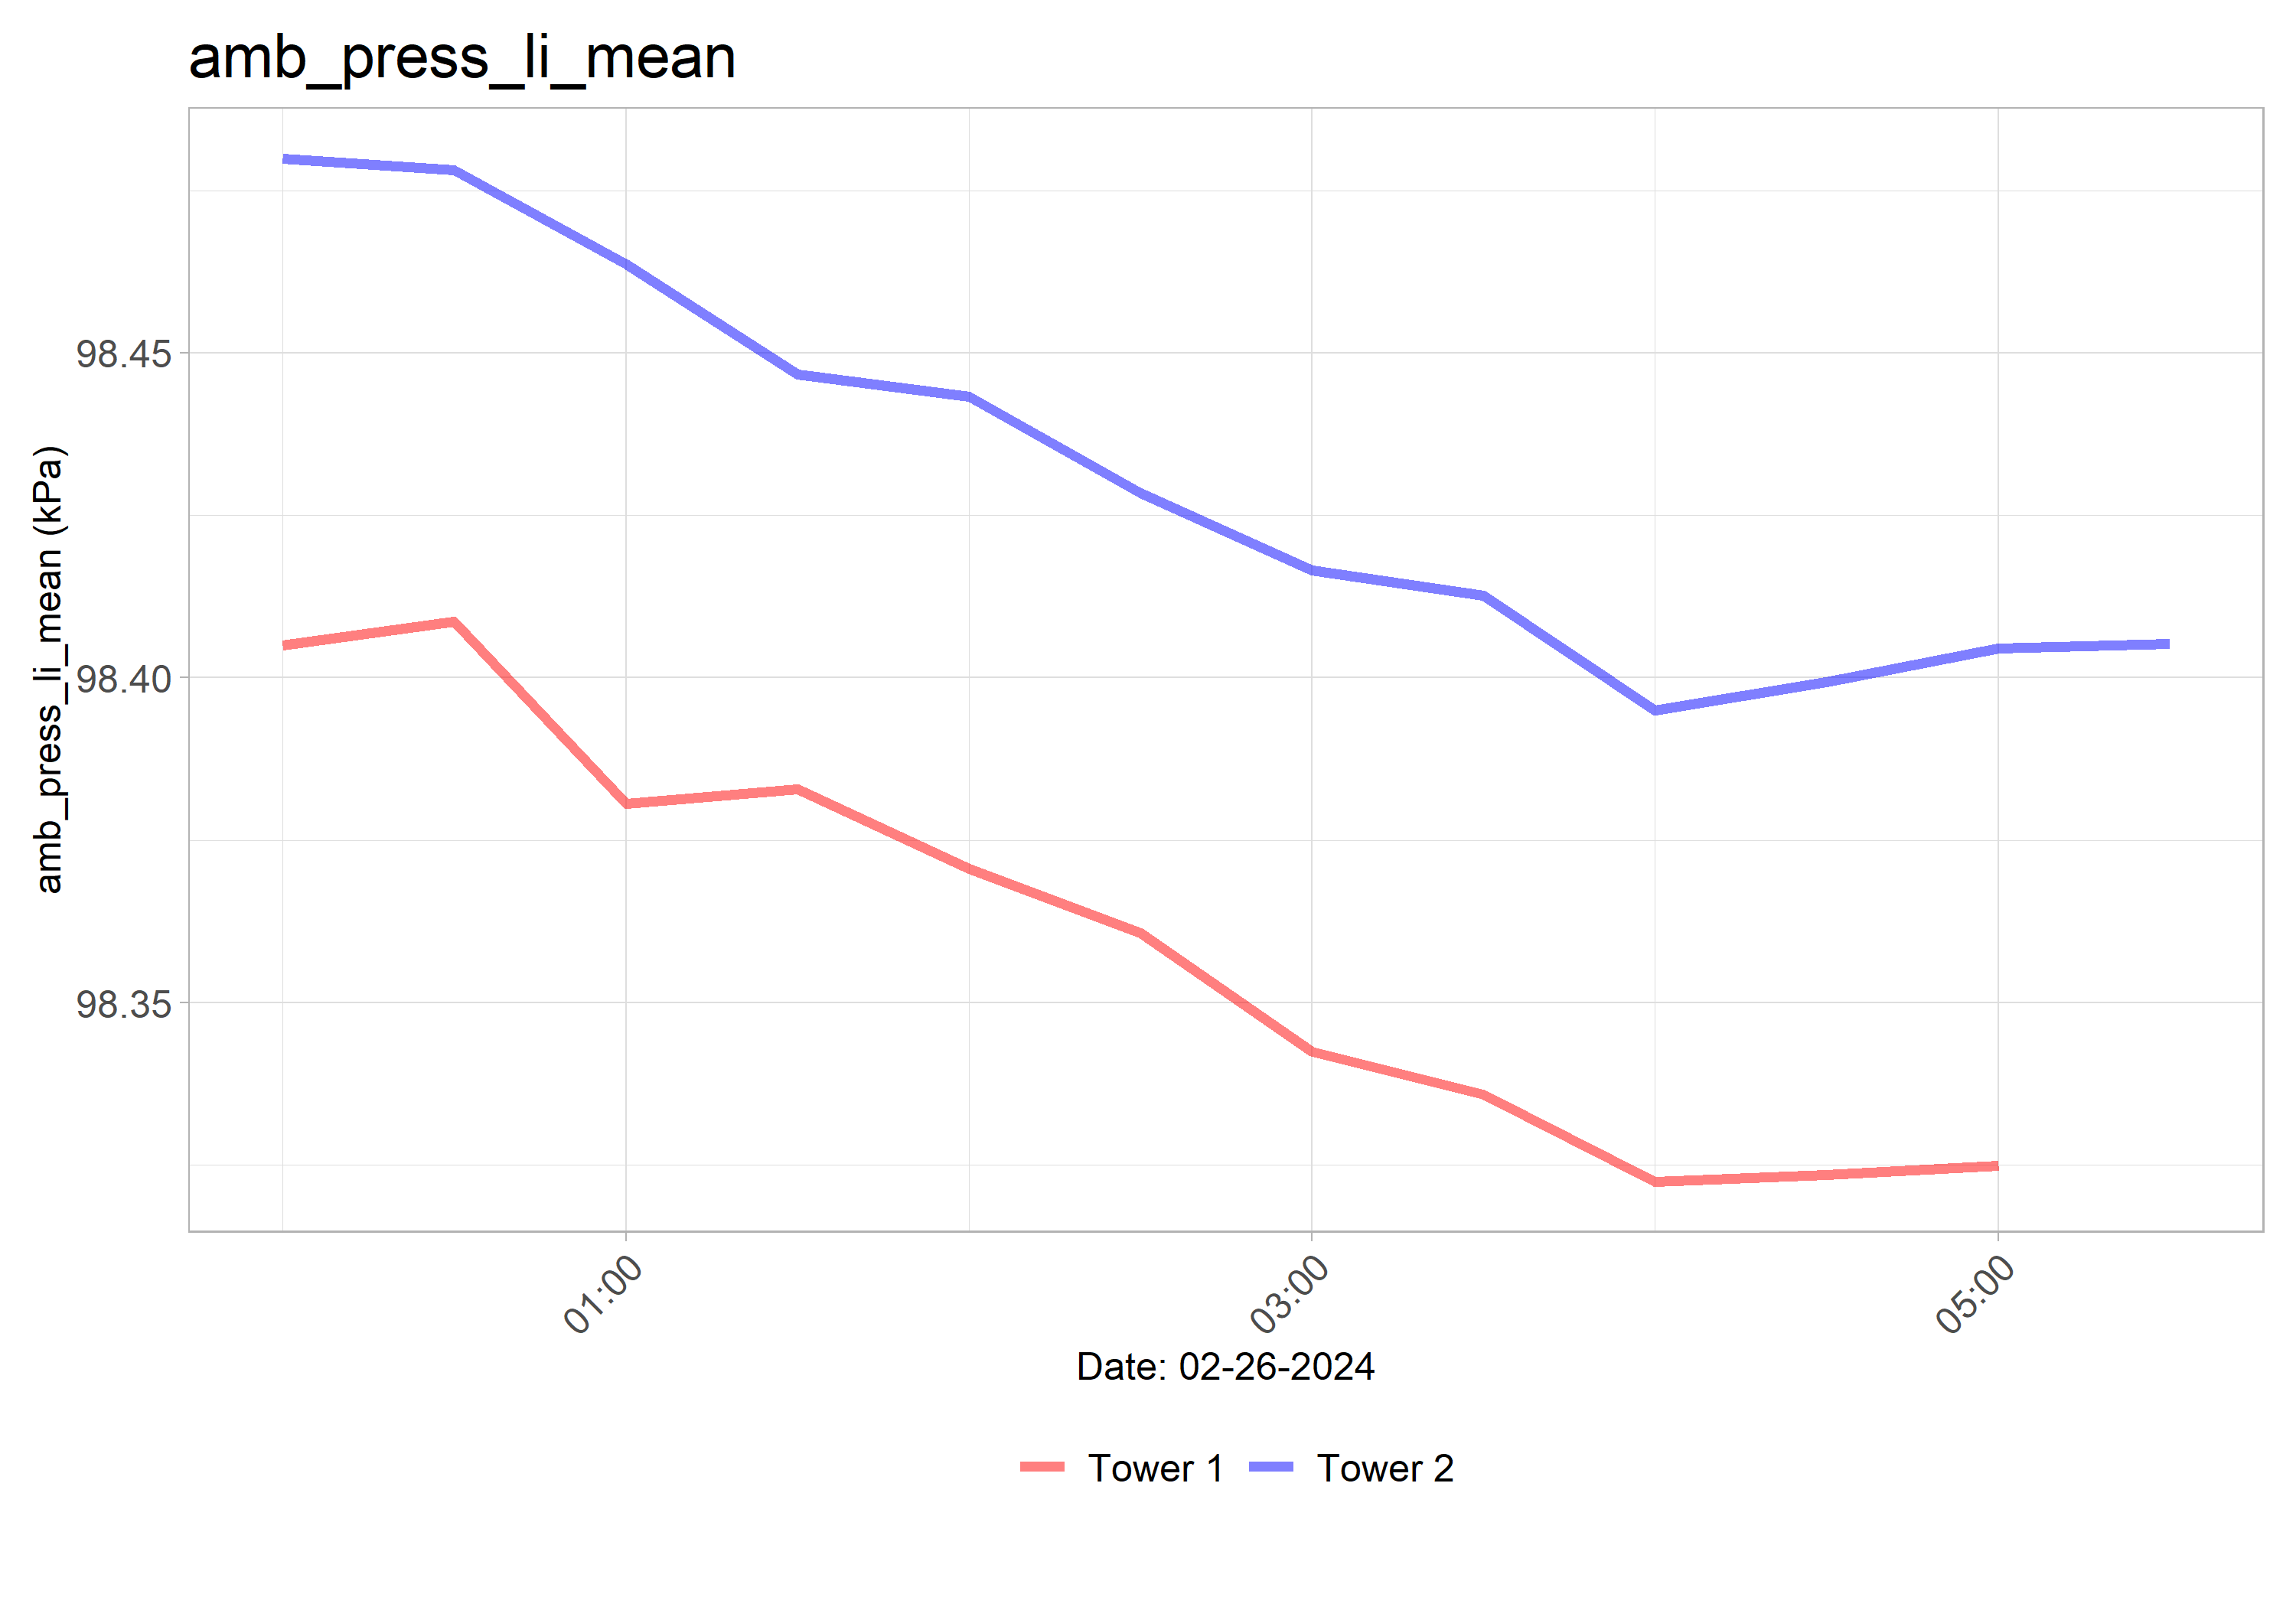 amb_press_li_mean
amb_press_li_mean (kPa)
98.45
98.40
98.35
01:00
03:00
05:00
Date: 02-26-2024
Tower 1
Tower 2